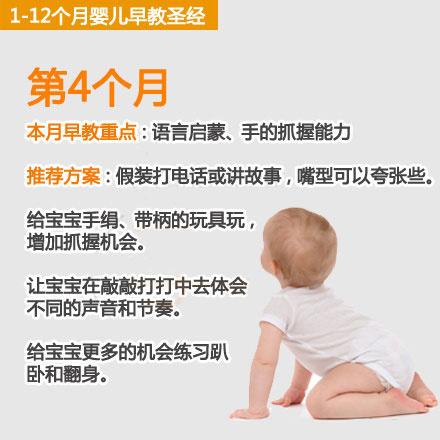 1-12个月婴儿早教圣经
第4个月
本月早教重点：语言启蒙、手的抓握能力
推荐方案：假装打电话或讲故事，嘴型可以夸张些。
给宝宝手绢、带柄的玩具玩，
增加抓握机会。
让宝宝在敲敲打打中去体会
不同的声音和节奏。
给宝宝更多的机会练习趴
卧和翻身。